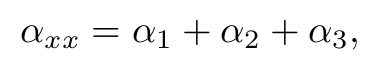 α_{xx} = α_1 + α_2 + α_3,